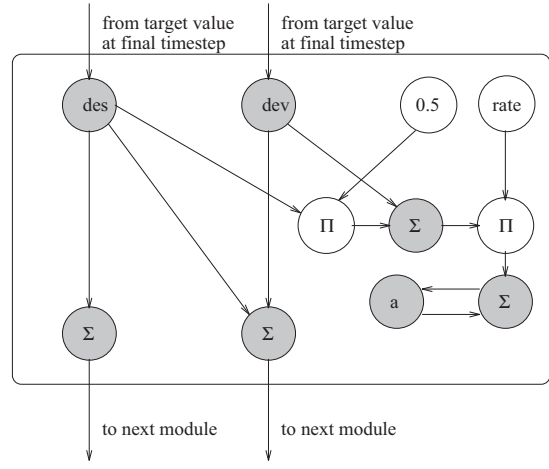 from target value
at final timestep
from target value
at final timestep
des
dev
0.5
rate
Π
Σ
Π
a
Σ
Σ
Σ
to next module
to next module